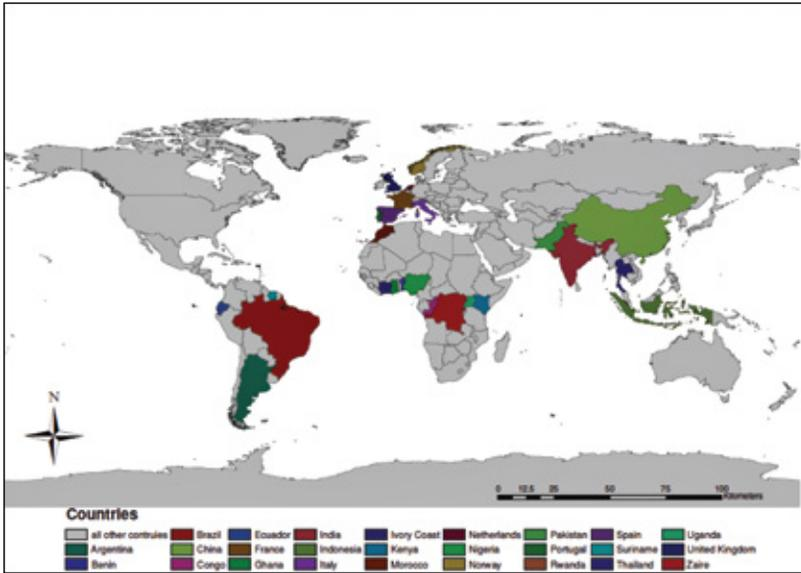 N
0 12.5 25 50 75 100
Kilometers
Countries
all other contruies Brazil Ecuador India Ivory Coast Netherlands Pakistan Spain Uganda
Argentina China France Indonesia Kenya Nigeria Portugal Suriname United Kingdom
Benin Congo Ghana Italy Morocco Norway Rwanda Thailand Zaire